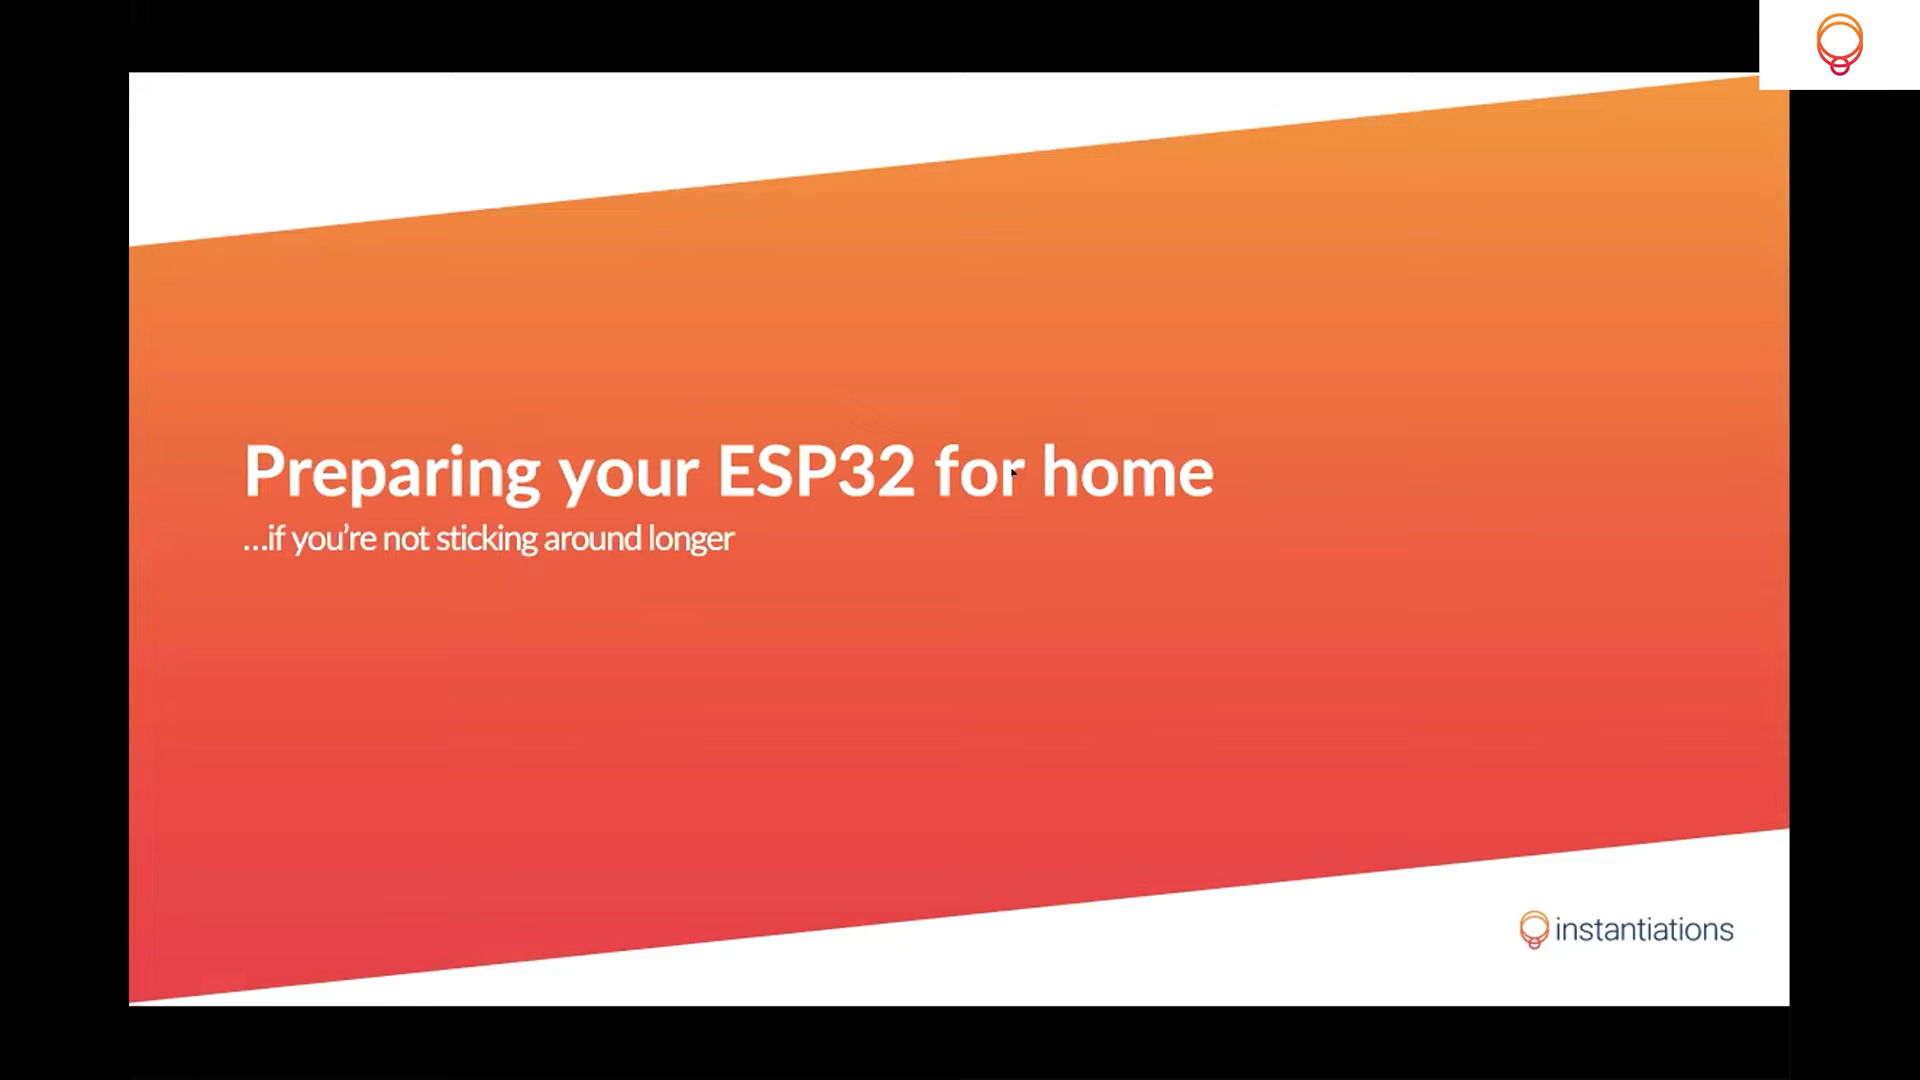 Preparing your ESP32 for home
...if you're not sticking around longer
instantiations